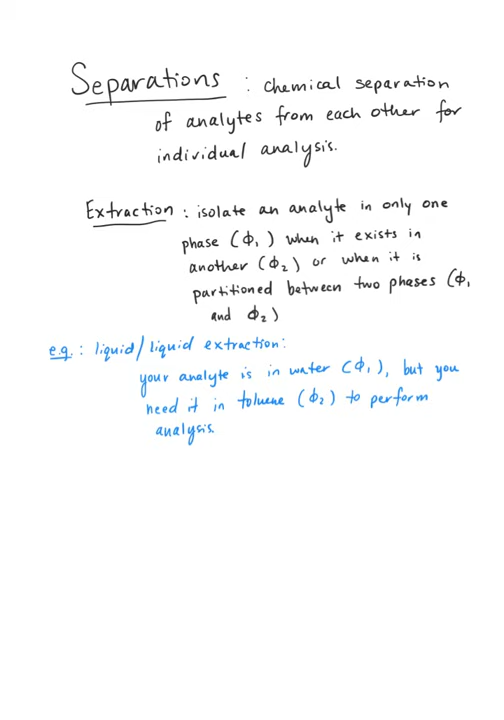 Separations : chemical separation
of analytes from each other for
individual analysis.
Extraction : isolate an analyte in only one
phase (ϕ₁) when it exists in
another (ϕ₂) or when it is
partitioned between two phases (ϕ₁
and ϕ₂)
e.g. : liquid/liquid extraction:
your analyte is in water (ϕ₁), but you
need it in toluene (ϕ₂) to perform
analysis.